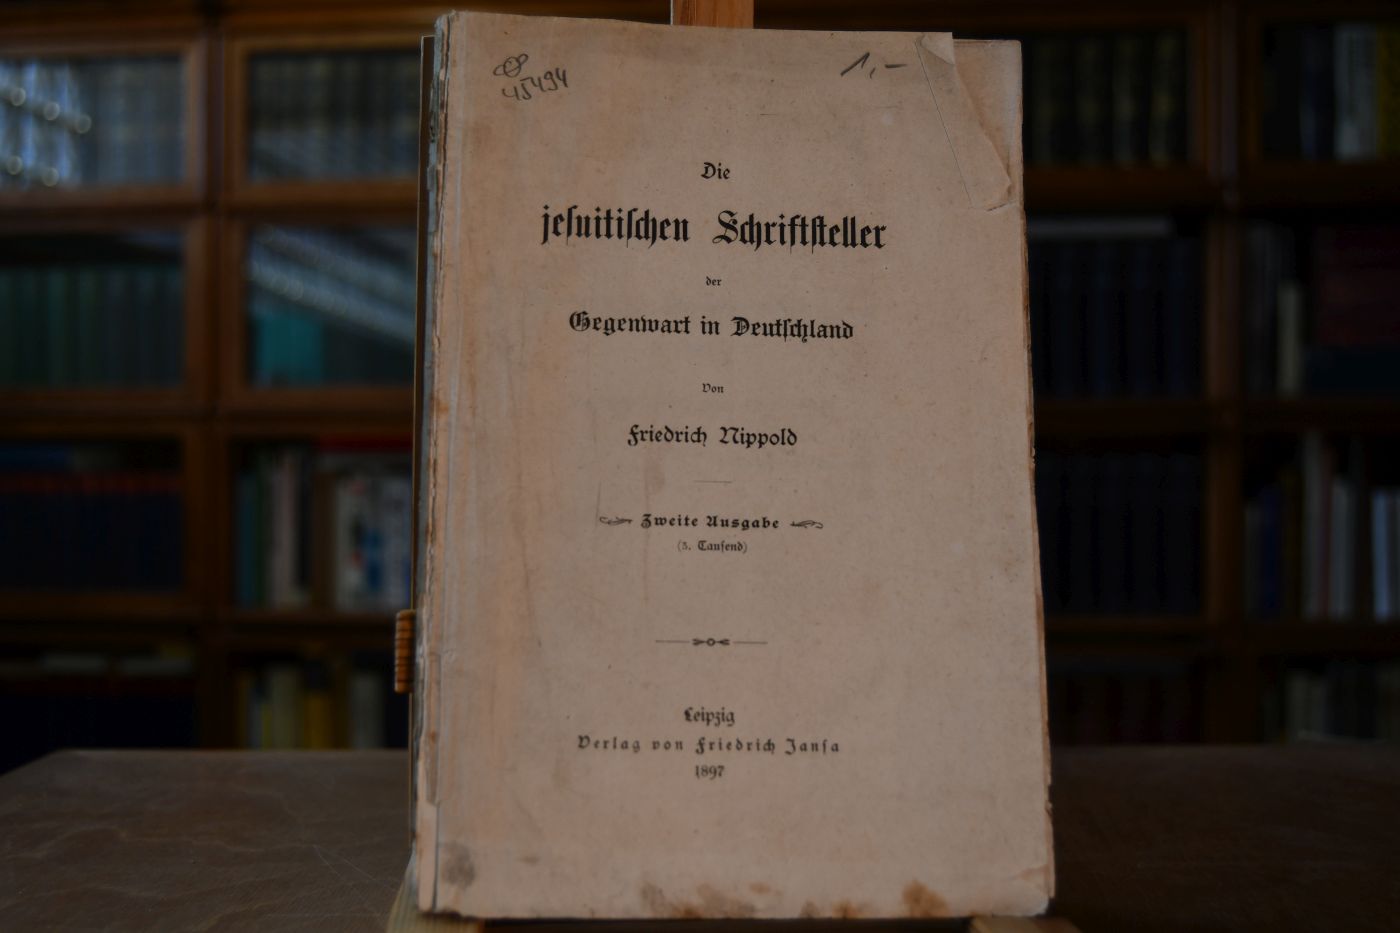 45494
1,–
Die
jesuitischen Schriftsteller
der
Gegenwart in Deutschland
Von
Friedrich Nippold
Zweite Ausgabe
(3. Tausend)
Leipzig
Verlag von Friedrich Jansa
1897